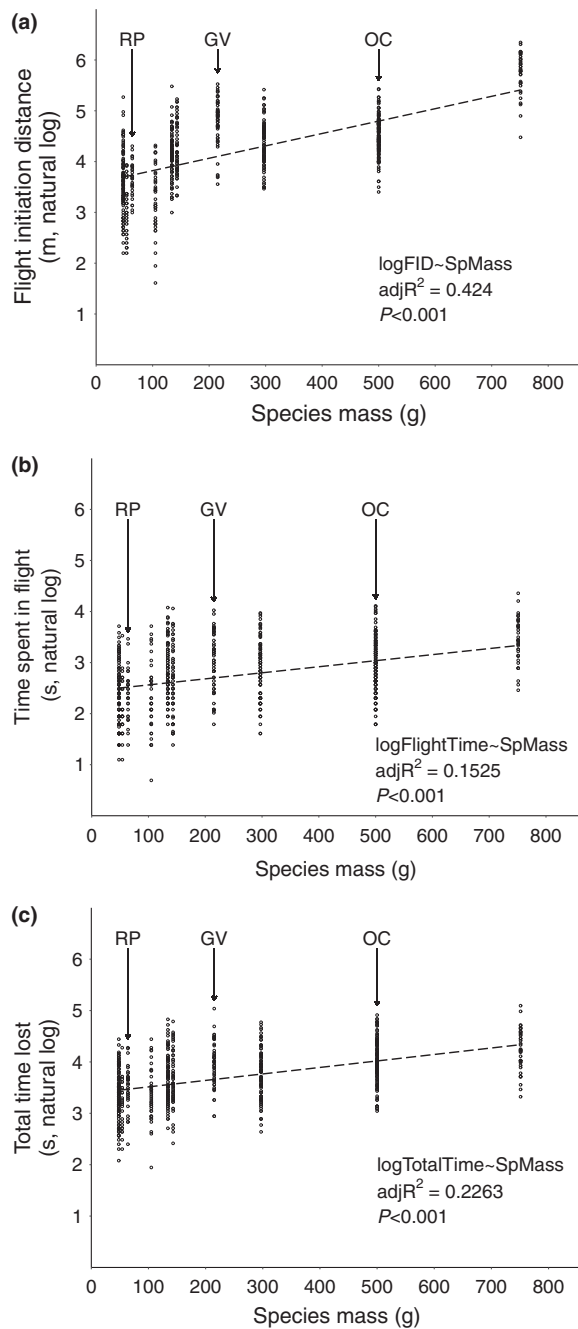 (a)
RP GV OC
6
5
4
3
2
1
Flight initiation distance
(m, natural log)
logFID~SpMass
adjR² = 0.424
P<0.001
0 100 200 300 400 500 600 700 800
Species mass (g)
(b)
RP GV OC
6
5
4
3
2
1
Time spent in flight
(s, natural log)
logFlightTime~SpMass
adjR² = 0.1525
P<0.001
0 100 200 300 400 500 600 700 800
Species mass (g)
(c)
RP GV OC
6
5
4
3
2
1
Total time lost
(s, natural log)
logTotalTime~SpMass
adjR² = 0.2263
P<0.001
0 100 200 300 400 500 600 700 800
Species mass (g)